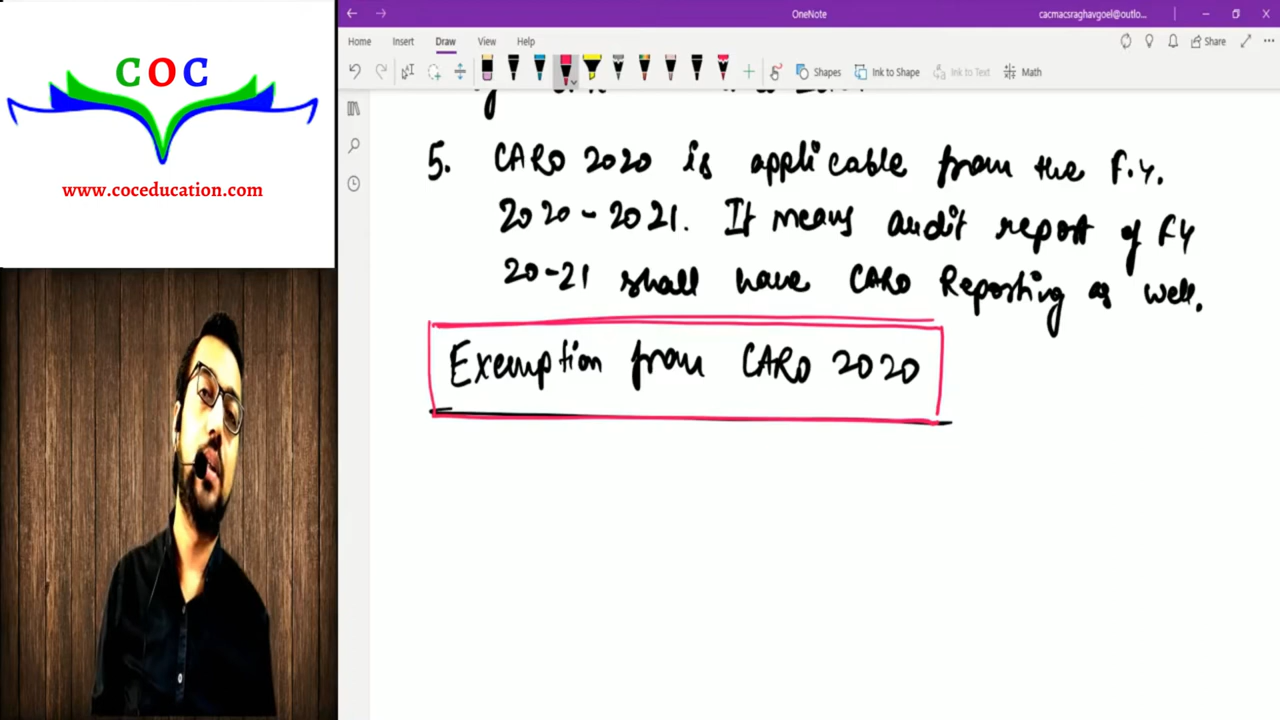 COC
www.coceducation.com
OneNote
cacmacsraghavgoel@outlo...
Home Insert Draw View Help
Share
Shapes Ink to Shape Ink to Text Math
5. CARO 2020 is applicable from the F.Y.
2020-2021. It means audit report of FY
20-21 shall have CARO Reporting as well.
Exemption from CARO 2020